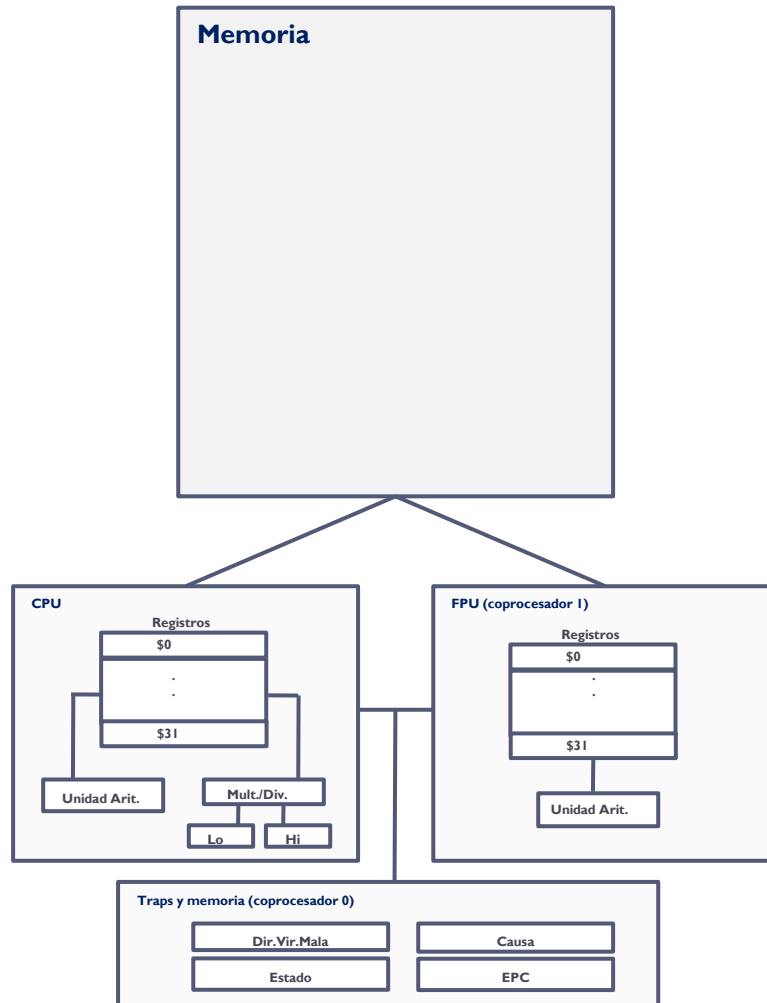 Memoria
CPU
Registros
$0
.
.
$31
Unidad Arit.
Mult./Div.
Lo
Hi
FPU (coprocesador 1)
Registros
$0
.
.
$31
Unidad Arit.
Traps y memoria (coprocesador 0)
Dir.Vir.Mala
Causa
Estado
EPC